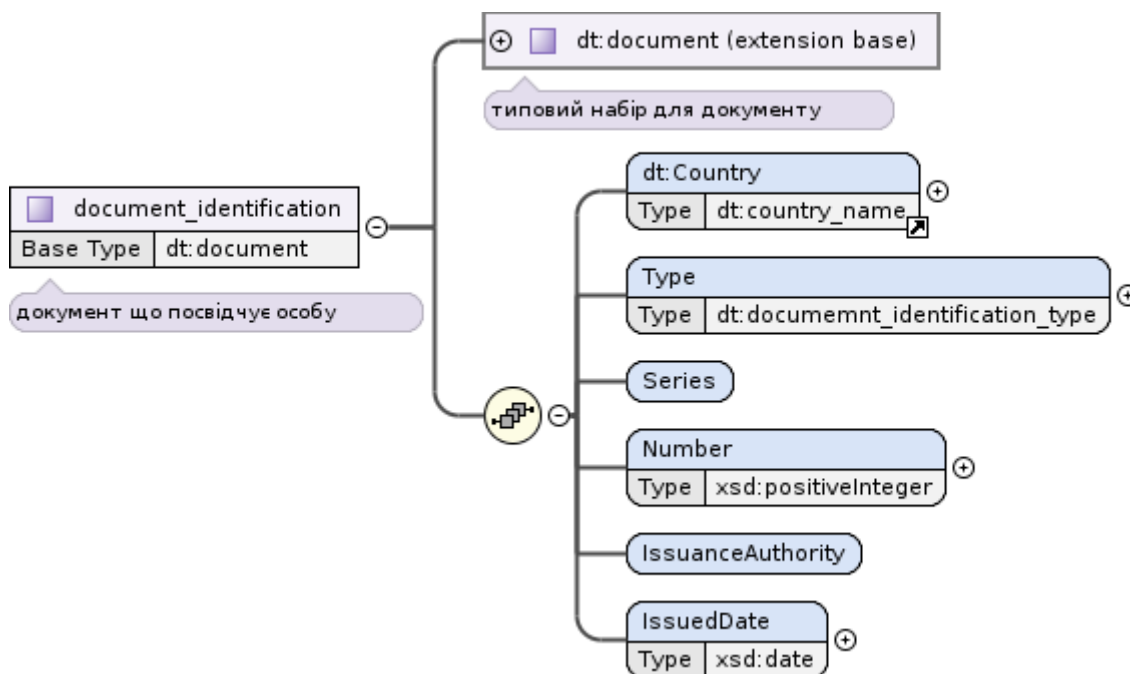 dt:document (extension base)
типовий набір для документу
document_identification
Base Type dt:document
документ що посвідчує особу
dt:Country
Type dt:country_name
Type
Type dt:documemnt_identification_type
Series
Number
Type xsd:positiveInteger
IssuanceAuthority
IssuedDate
Type xsd:date